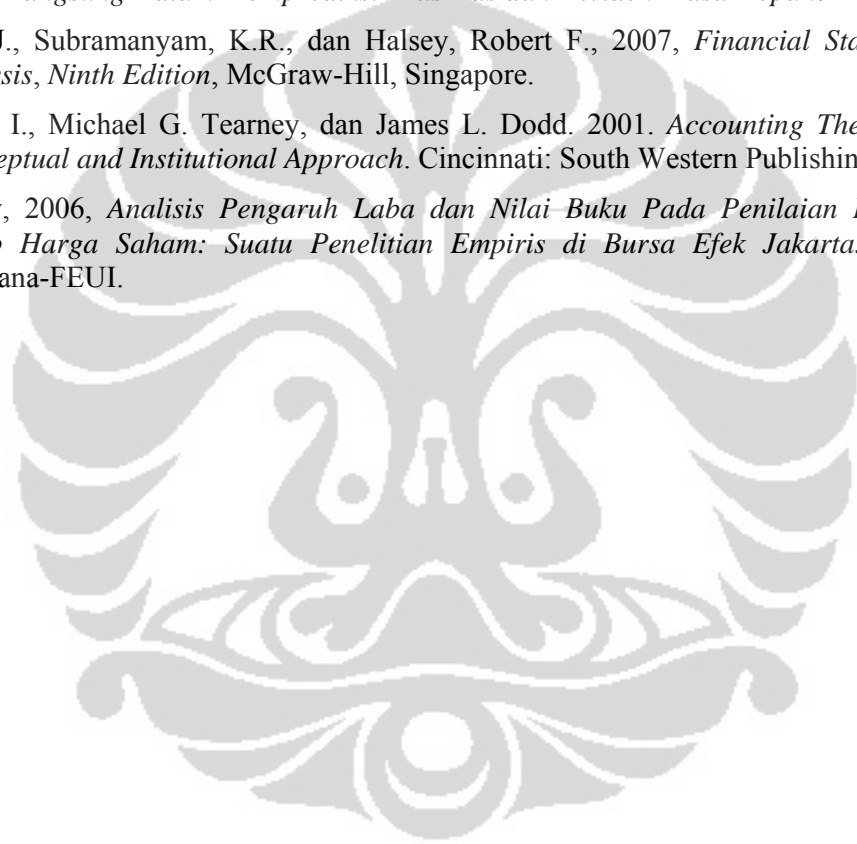 J., Subramanyam, K.R., dan Halsey, Robert F., 2007, Financial Sta
sis, Ninth Edition, McGraw-Hill, Singapore.
I., Michael G. Tearney, dan James L. Dodd. 2001. Accounting The
eptual and Institutional Approach. Cincinnati: South Western Publishin
, 2006, Analisis Pengaruh Laba dan Nilai Buku Pada Penilaian
Harga Saham: Suatu Penelitian Empiris di Bursa Efek Jakarta.
ana-FEUI.